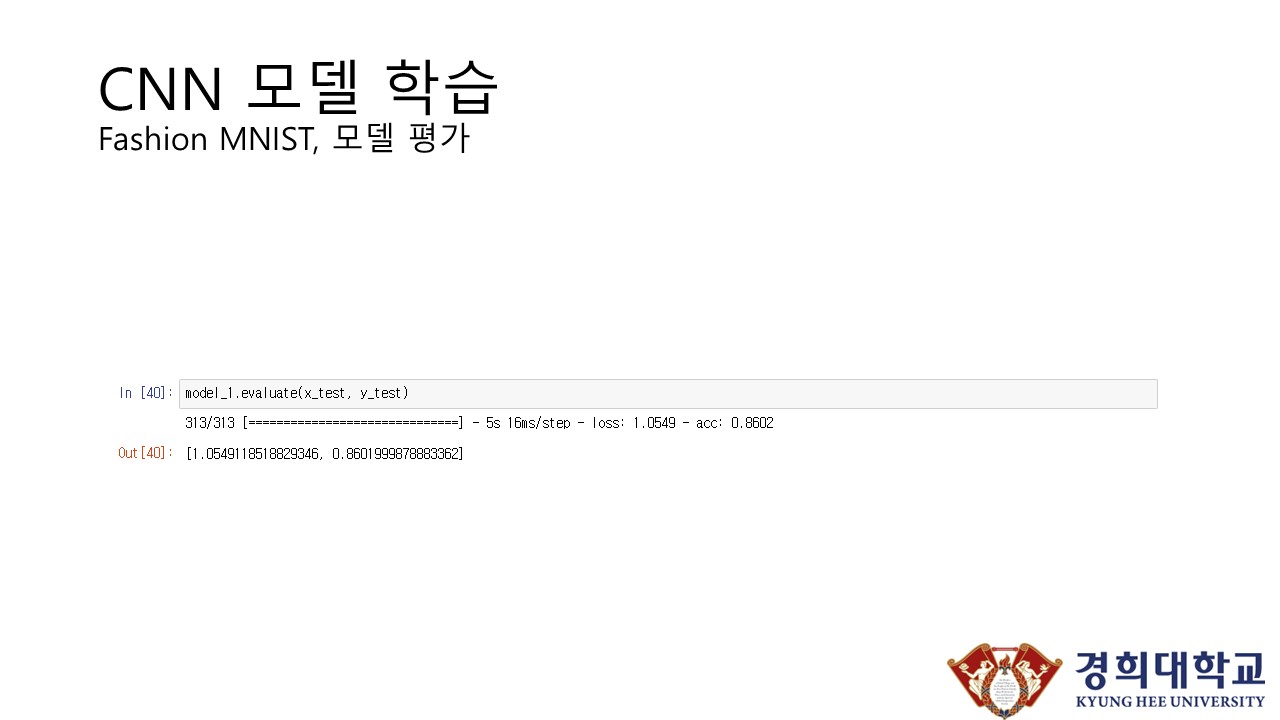 CNN 모델 학습
Fashion MNIST, 모델 평가
In [40]: model_1.evaluate(x_test, y_test)
313/313 [==============================] - 5s 16ms/step - loss: 1.0549 - acc: 0.8602
Out[40]: [1.0549118518829346, 0.8601999878883362]
경희대학교
KYUNG HEE UNIVERSITY